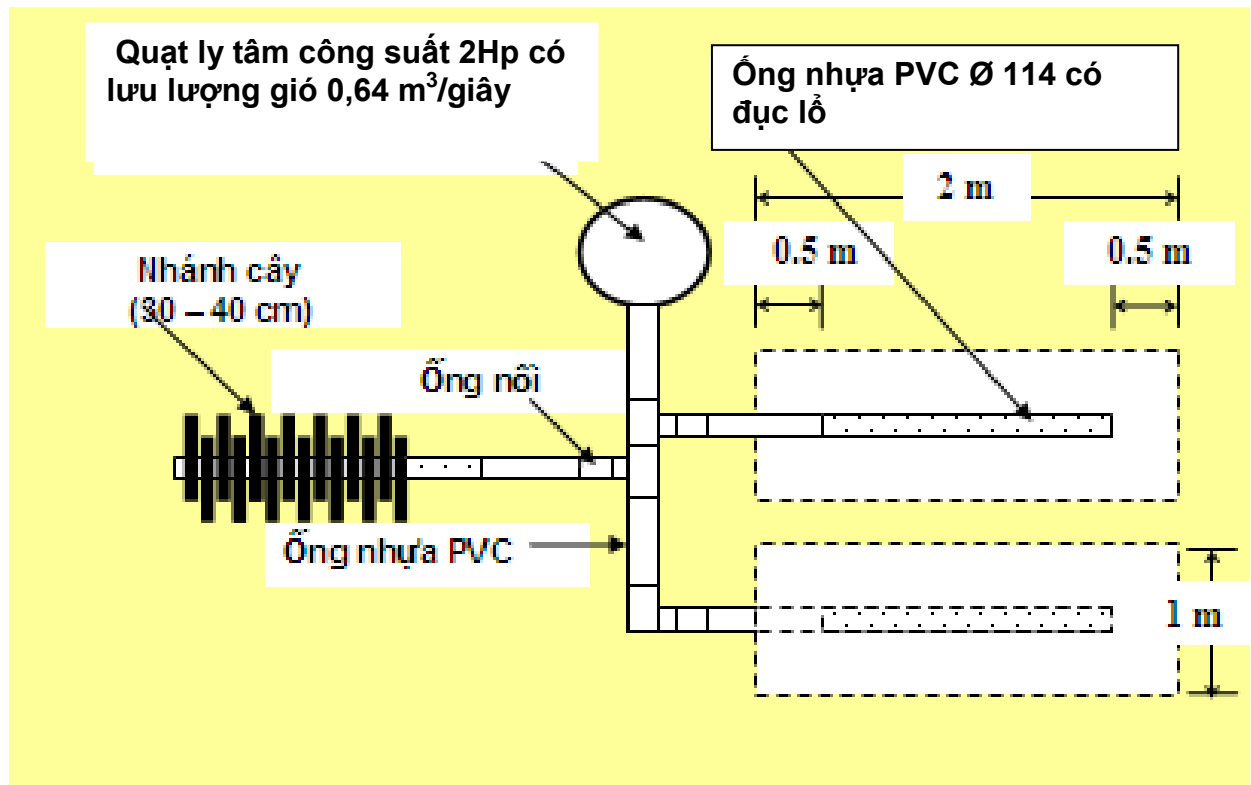 Quạt ly tâm công suất 2Hp có
lưu lượng gió 0,64 m³/giây
Ống nhựa PVC Ø 114 có
đục lổ
2 m
0.5 m
0.5 m
Nhánh cây
(30 – 40 cm)
Ống nối
Ống nhựa PVC
1 m